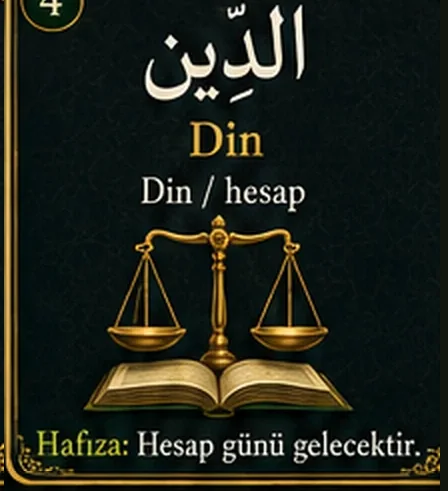 4
الدِّين
Din
Din / hesap
Hafıza: Hesap günü gelecektir.